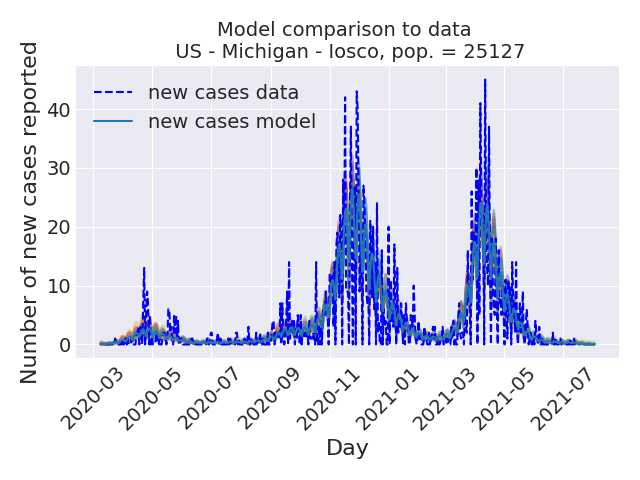 Model comparison to data
US - Michigan - Iosco, pop. = 25127
new cases data
new cases model
Number of new cases reported
40
30
20
10
0
2020-03
2020-05
2020-07
2020-09
2020-11
2021-01
2021-03
2021-05
2021-07
Day